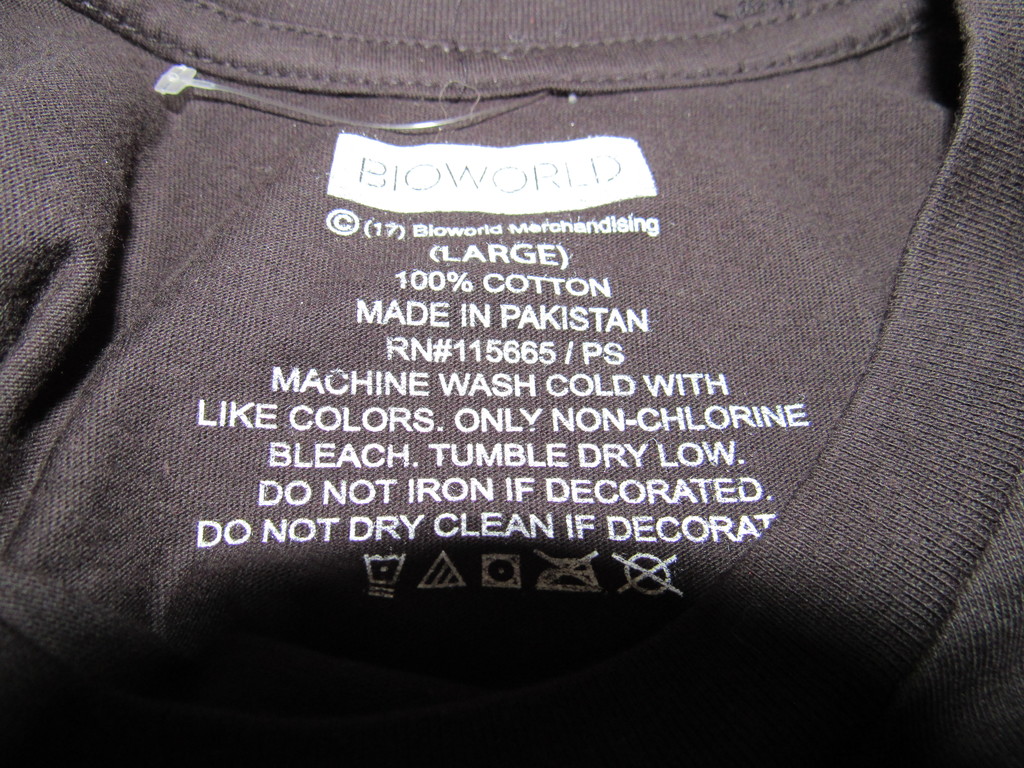 BIOWORLD
© (17) Bioworld Merchandising
(LARGE)
100% COTTON
MADE IN PAKISTAN
RN#115665 / PS
MACHINE WASH COLD WITH
LIKE COLORS. ONLY NON-CHLORINE
BLEACH. TUMBLE DRY LOW.
DO NOT IRON IF DECORATED.
DO NOT DRY CLEAN IF DECORAT